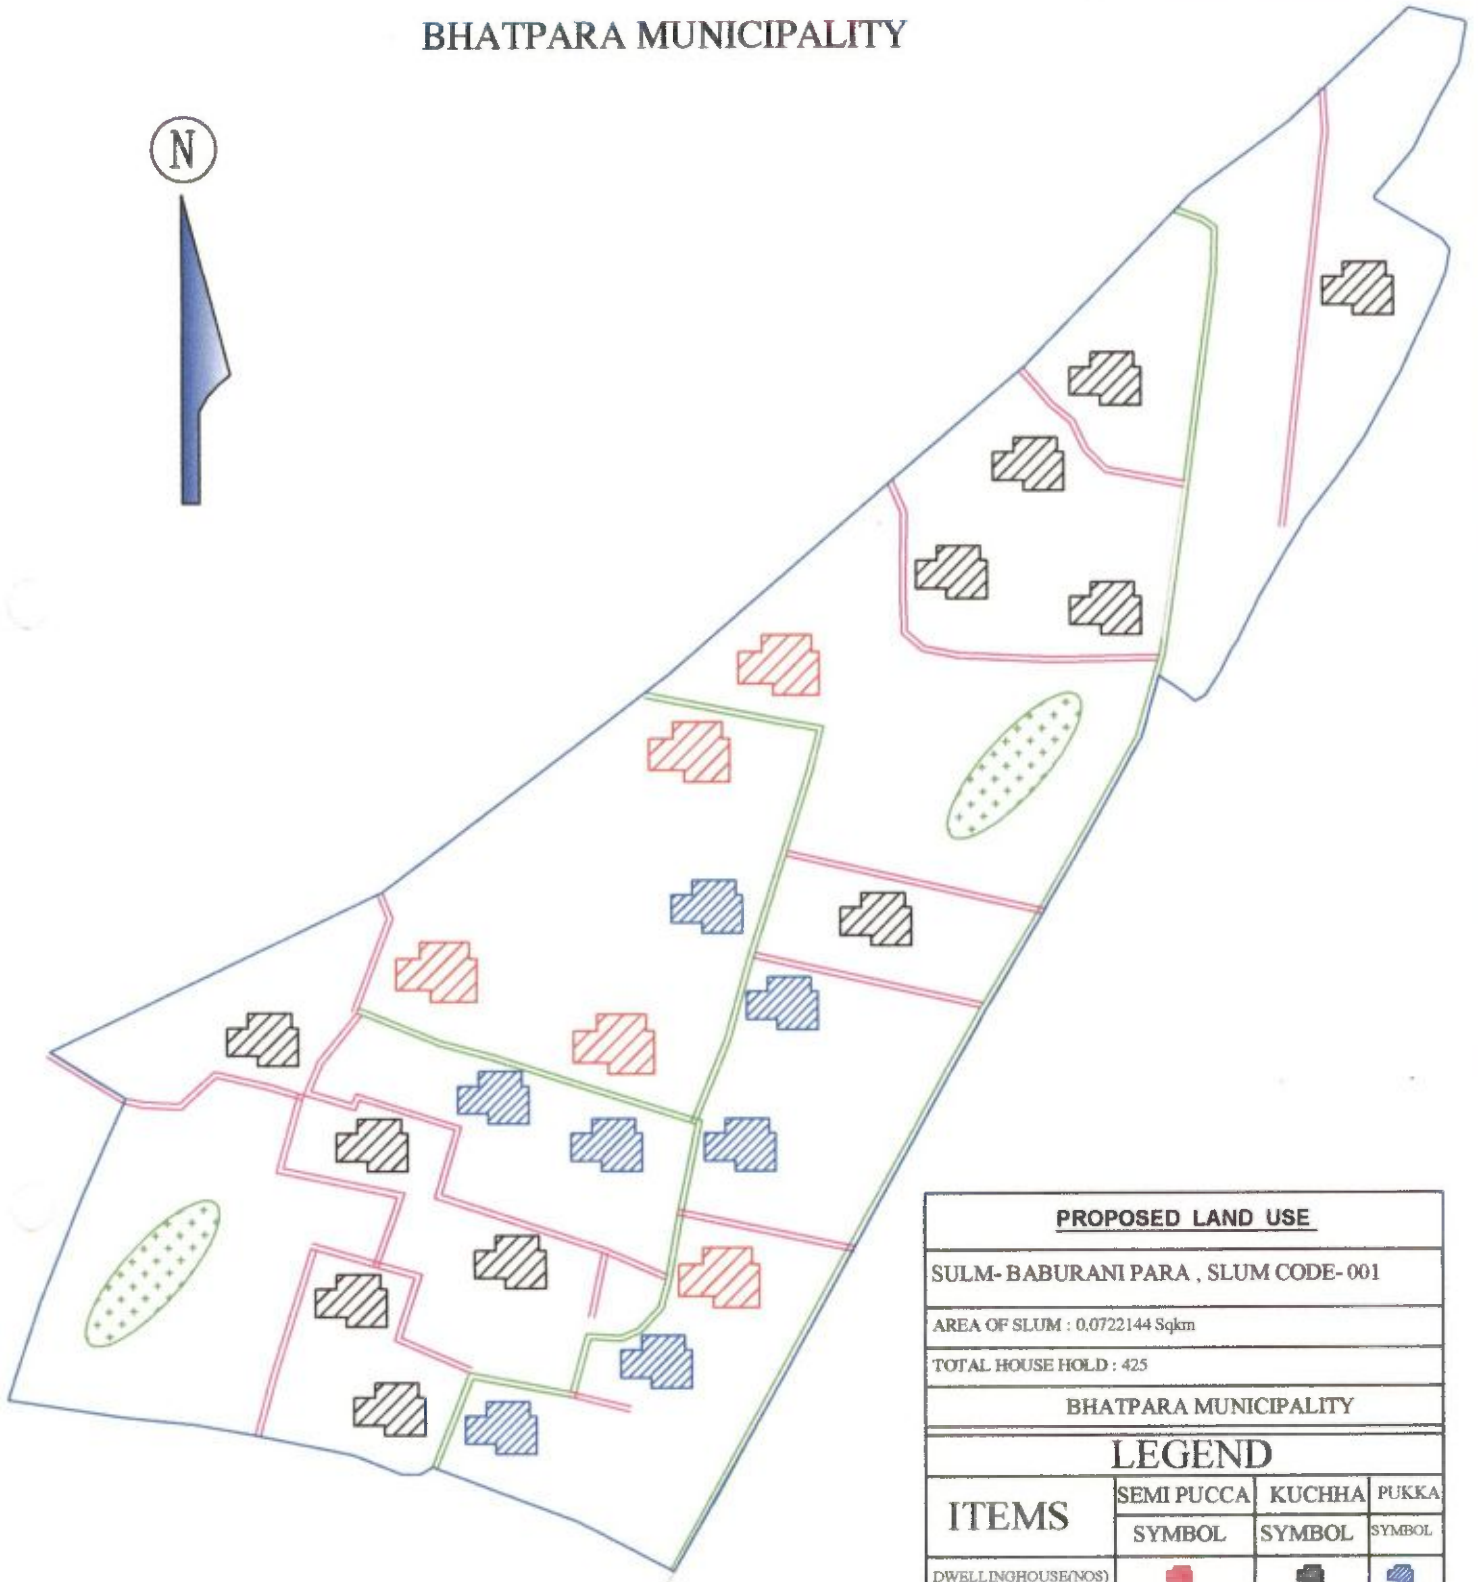 BHATPARA MUNICIPALITY
N
PROPOSED LAND USE
SULM- BABURANI PARA , SLUM CODE- 001
AREA OF SLUM : 0.0722144 Sqkm
TOTAL HOUSE HOLD : 425
BHATPARA MUNICIPALITY
LEGEND
ITEMS SEMI PUCCA KUCHHA PUKKA
SYMBOL SYMBOL SYMBOL
DWELLINGHOUSE(NOS)